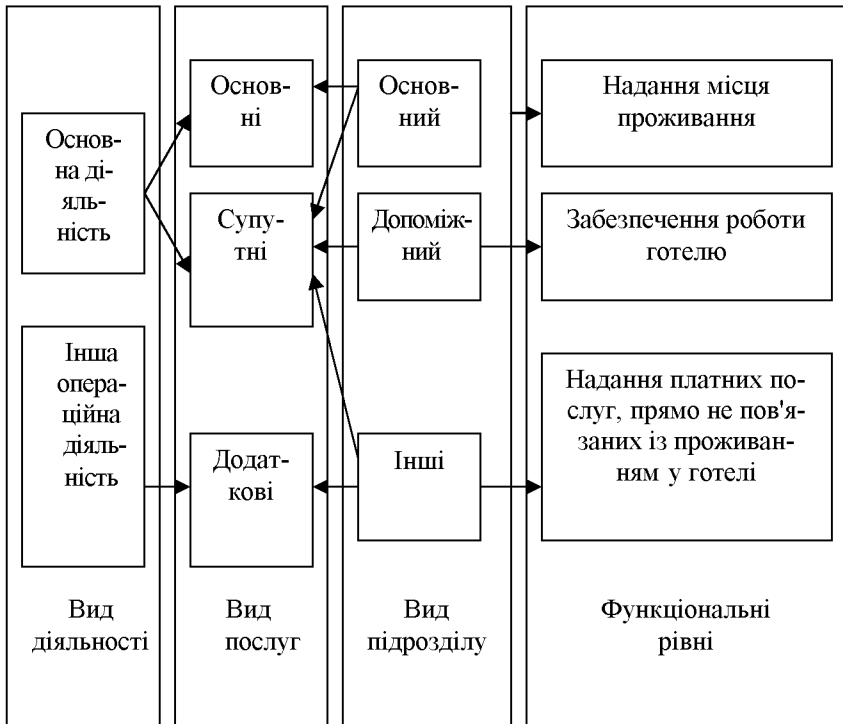 Основ-
на ді-
яль-
ність
Інша
опера-
ційна
діяль-
ність
Вид
діяльності
Основ-
ні
Супут-
ні
Додат-
кові
Вид
послуг
Основ-
ний
Допоміж-
ний
Інші
Вид
підрозділу
Надання місця
проживання
Забезпечення роботи
готелю
Надання платних по-
слуг, прямо не пов'я-
заних із проживан-
ням у готелі
Функціональні
рівні